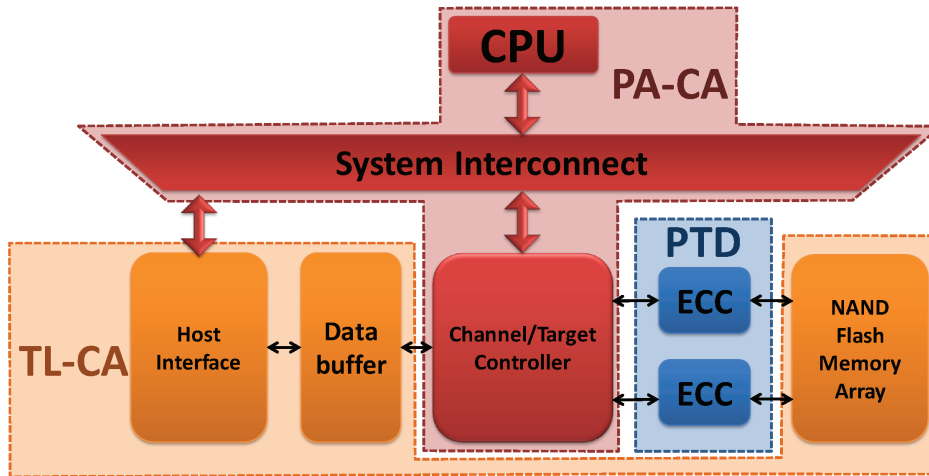 CPU
PA-CA
System Interconnect
PTD
TL-CA
Host
Interface
Data
buffer
Channel/Target
Controller
ECC
ECC
NAND
Flash
Memory
Array